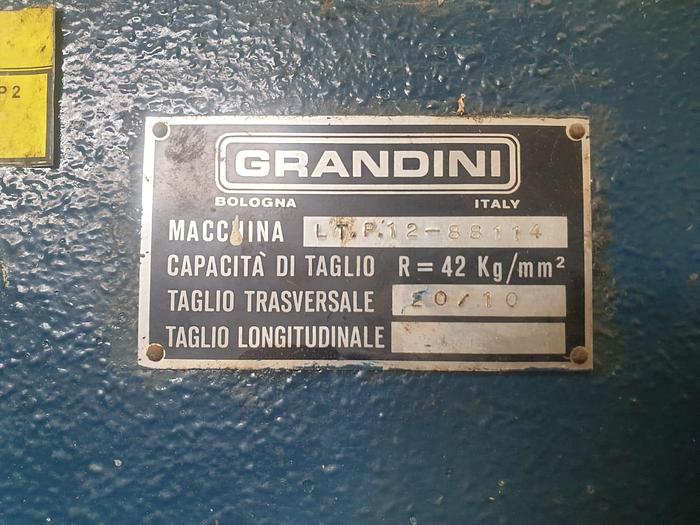 P2
GRANDINI
BOLOGNA ITALY
MACCHINA LT.P.12-88114
CAPACITÀ DI TAGLIO R = 42 Kg/mm²
TAGLIO TRASVERSALE 20/10
TAGLIO LONGITUDINALE